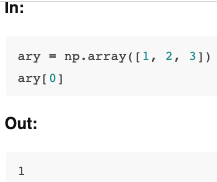 In:
ary = np.array([1, 2, 3])
ary[0]
Out:
1